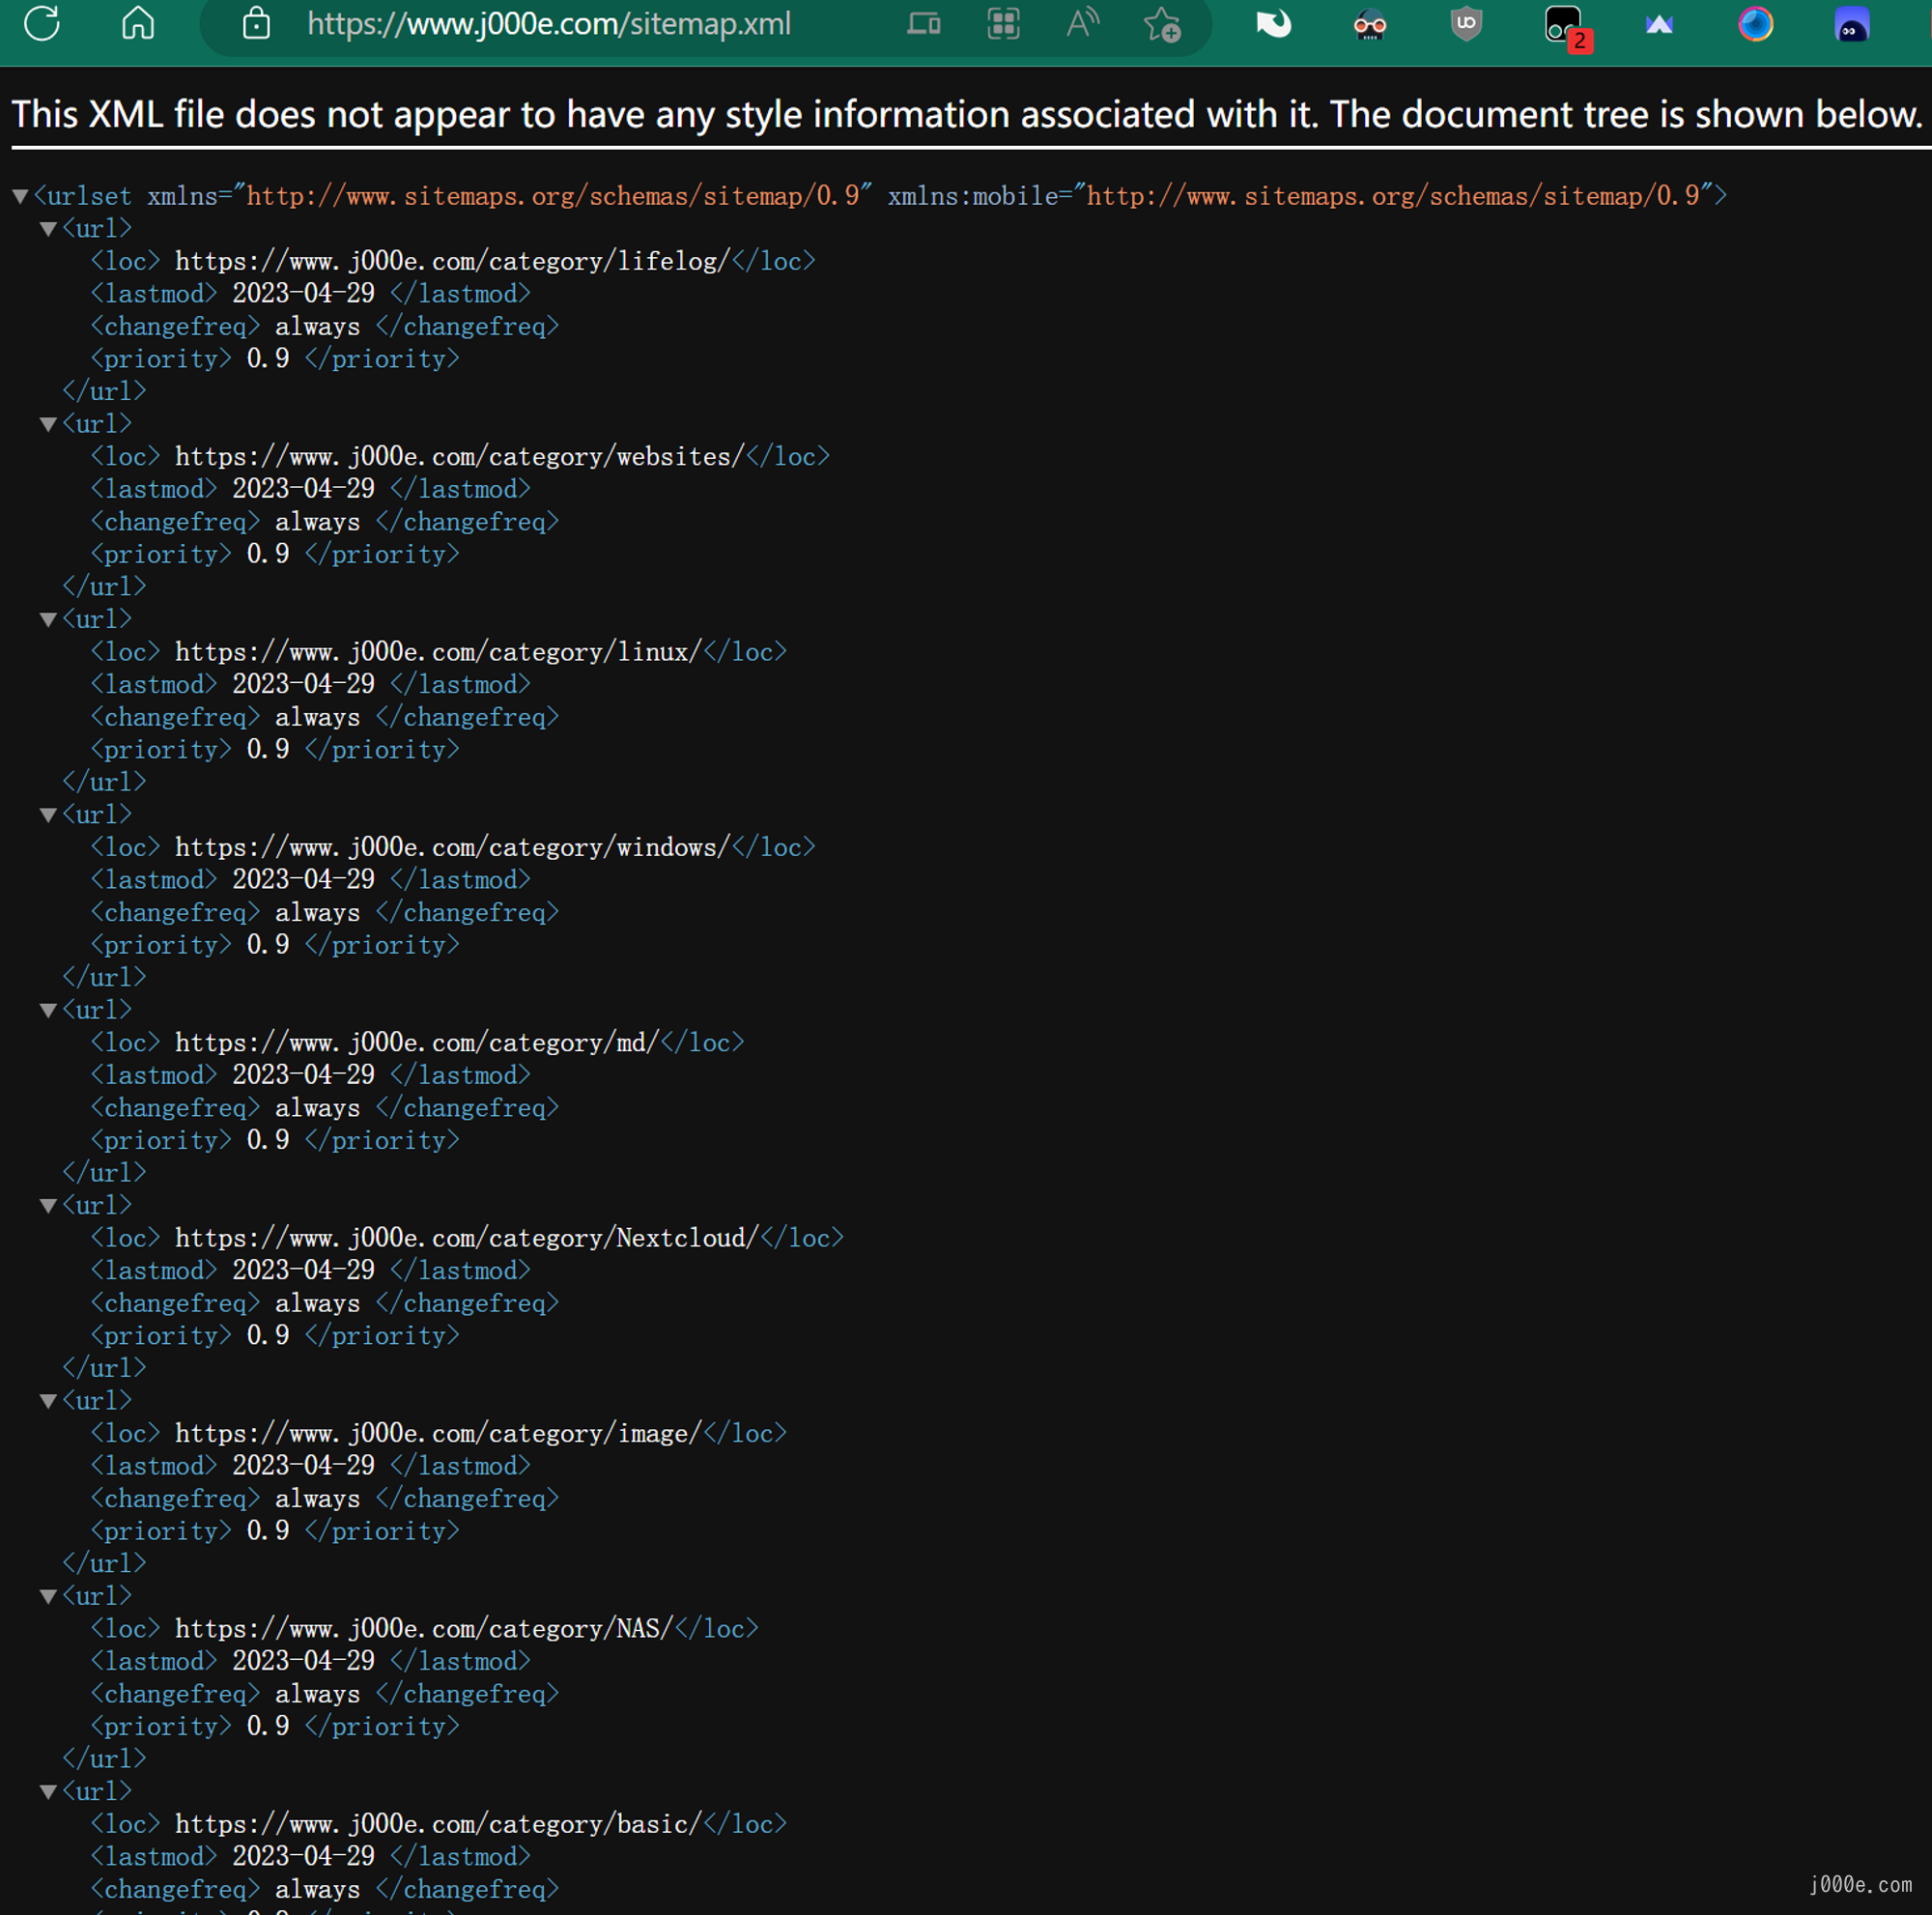 https://www.j000e.com/sitemap.xml
2
This XML file does not appear to have any style information associated with it. The document tree is shown below.
<urlset xmlns="http://www.sitemaps.org/schemas/sitemap/0.9" xmlns:mobile="http://www.sitemaps.org/schemas/sitemap/0.9">
<url>
<loc> https://www.j000e.com/category/lifelog/</loc>
<lastmod> 2023-04-29 </lastmod>
<changefreq> always </changefreq>
<priority> 0.9 </priority>
</url>
<url>
<loc> https://www.j000e.com/category/websites/</loc>
<lastmod> 2023-04-29 </lastmod>
<changefreq> always </changefreq>
<priority> 0.9 </priority>
</url>
<url>
<loc> https://www.j000e.com/category/linux/</loc>
<lastmod> 2023-04-29 </lastmod>
<changefreq> always </changefreq>
<priority> 0.9 </priority>
</url>
<url>
<loc> https://www.j000e.com/category/windows/</loc>
<lastmod> 2023-04-29 </lastmod>
<changefreq> always </changefreq>
<priority> 0.9 </priority>
</url>
<url>
<loc> https://www.j000e.com/category/md/</loc>
<lastmod> 2023-04-29 </lastmod>
<changefreq> always </changefreq>
<priority> 0.9 </priority>
</url>
<url>
<loc> https://www.j000e.com/category/Nextcloud/</loc>
<lastmod> 2023-04-29 </lastmod>
<changefreq> always </changefreq>
<priority> 0.9 </priority>
</url>
<url>
<loc> https://www.j000e.com/category/image/</loc>
<lastmod> 2023-04-29 </lastmod>
<changefreq> always </changefreq>
<priority> 0.9 </priority>
</url>
<url>
<loc> https://www.j000e.com/category/NAS/</loc>
<lastmod> 2023-04-29 </lastmod>
<changefreq> always </changefreq>
<priority> 0.9 </priority>
</url>
<url>
<loc> https://www.j000e.com/category/basic/</loc>
<lastmod> 2023-04-29 </lastmod>
<changefreq> always </changefreq>
j000e.com